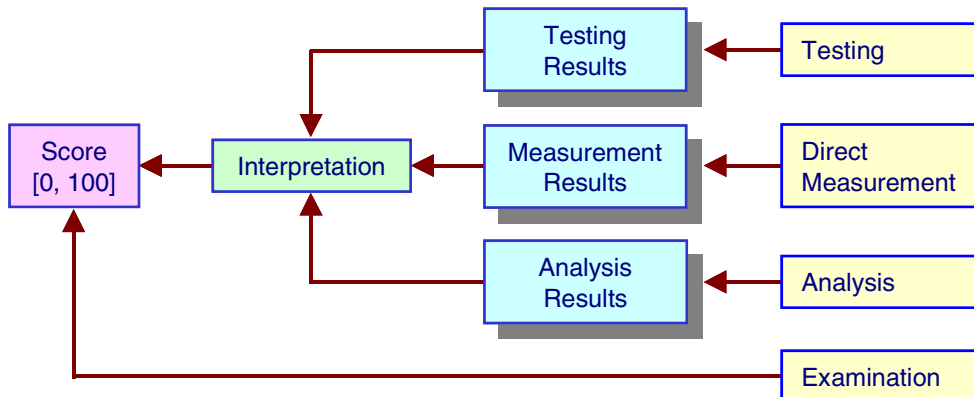 Testing
Results
Testing
Score
[0, 100]
Interpretation
Measurement
Results
Direct
Measurement
Analysis
Results
Analysis
Examination